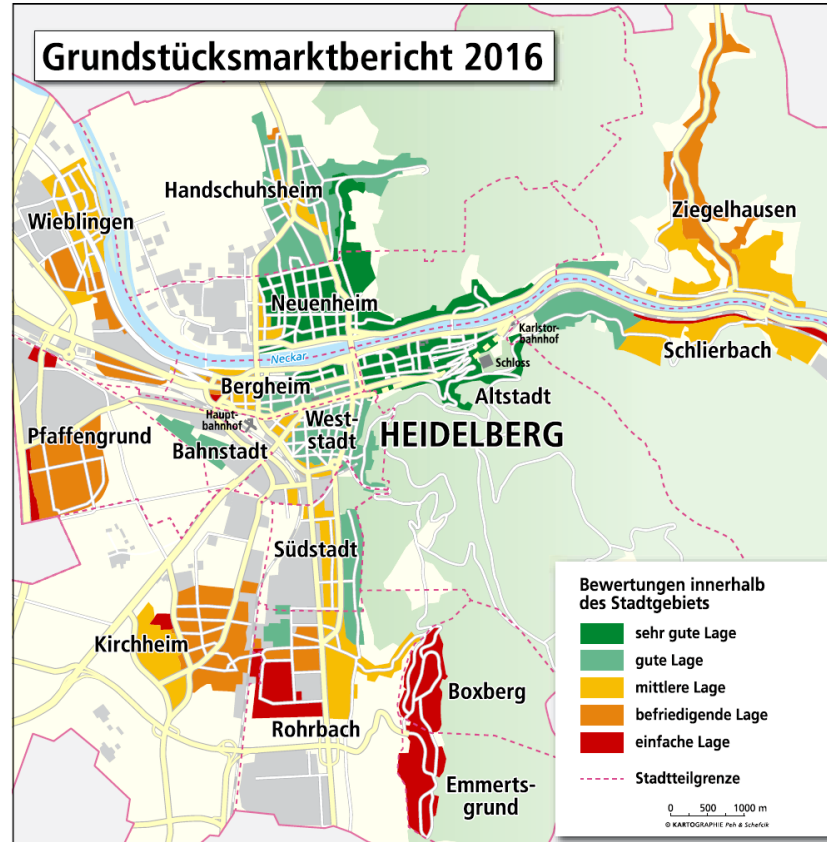 Grundstücksmarktbericht 2016
Handschuhsheim
Wieblingen
Ziegelhausen
Neuenheim
Karlstor-
bahnhof
Neckar
Schloss
Schlierbach
Bergheim
Altstadt
Haupt-
bahnhof
West-
stadt
HEIDELBERG
Pfaffengrund
Bahnstadt
Südstadt
Kirchheim
Boxberg
Rohrbach
Emmerts-
grund
Bewertungen innerhalb
des Stadtgebiets
sehr gute Lage
gute Lage
mittlere Lage
befriedigende Lage
einfache Lage
Stadtteilgrenze
0 500 1000 m
© KARTOGRAPHIE Peh & Schefcik